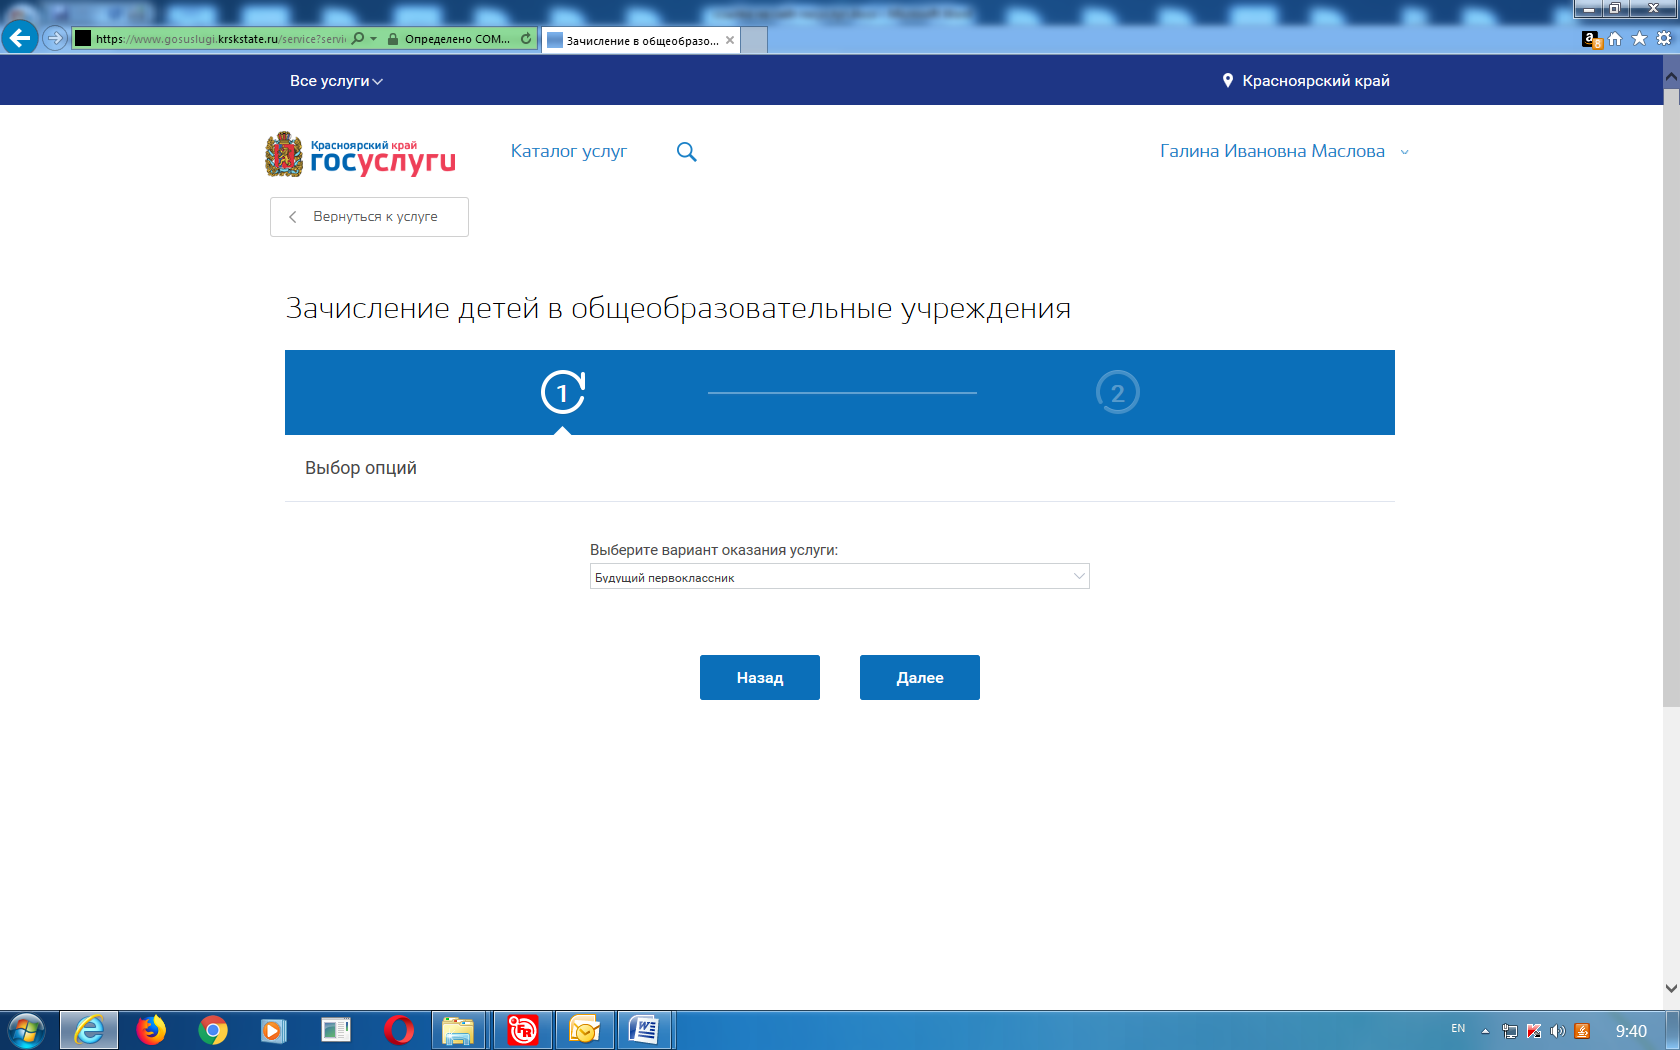 https://www.gosuslugi.krskstate.ru/service?servi
Определено COM...
Зачисление в общеобразо...
Все услуги
Красноярский край
Красноярский край
госуслуги
Каталог услуг
Галина Ивановна Маслова
Вернуться к услуге
Зачисление детей в общеобразовательные учреждения
1
2
Выбор опций
Выберите вариант оказания услуги:
Будущий первоклассник
Назад
Далее
EN
9:40